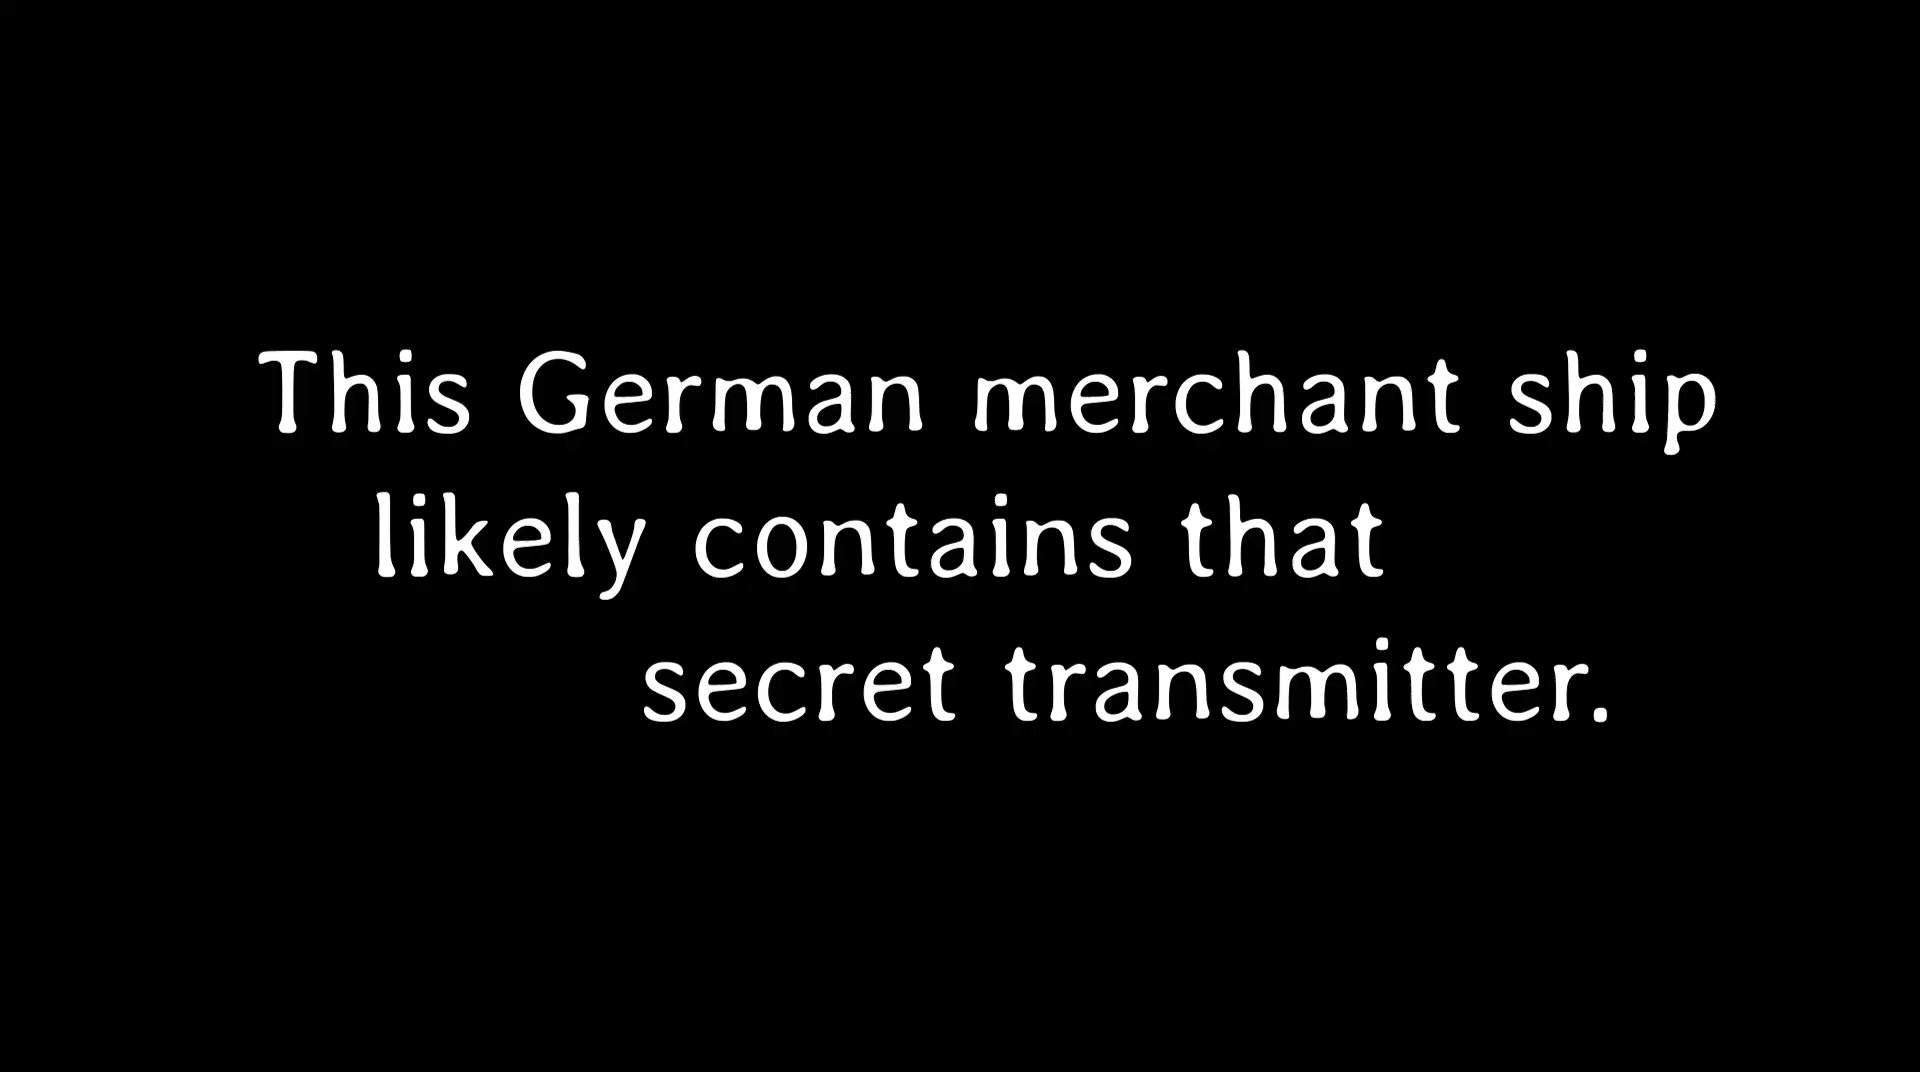 This German merchant ship
likely contains that
secret transmitter.